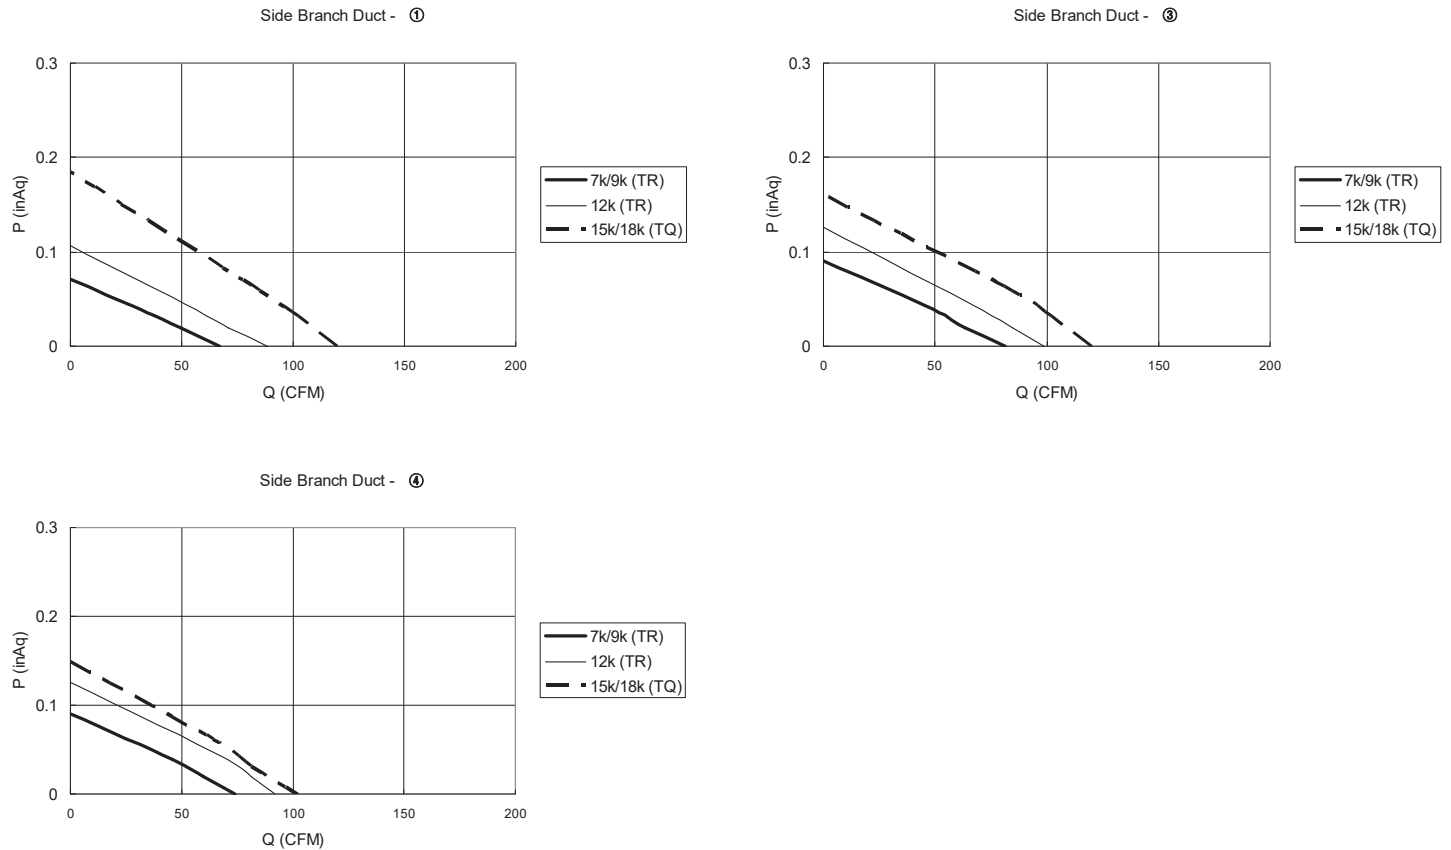 Side Branch Duct - ①
0.3
0.2
0.1
0
P (inAq)
0 50 100 150 200
Q (CFM)
7k/9k (TR)
12k (TR)
15k/18k (TQ)
Side Branch Duct - ③
0.3
0.2
0.1
0
P (inAq)
0 50 100 150 200
Q (CFM)
7k/9k (TR)
12k (TR)
15k/18k (TQ)
Side Branch Duct - ④
0.3
0.2
0.1
0
P (inAq)
0 50 100 150 200
Q (CFM)
7k/9k (TR)
12k (TR)
15k/18k (TQ)